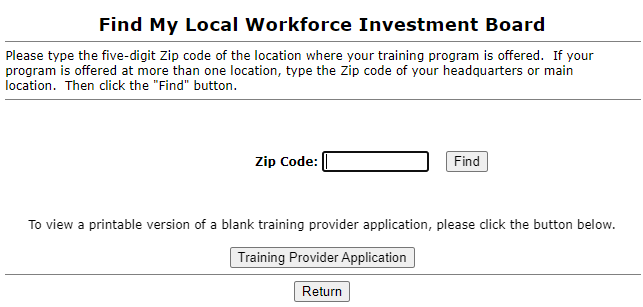 Find My Local Workforce Investment Board
Please type the five-digit Zip code of the location where your training program is offered.  If your
program is offered at more than one location, type the Zip code of your headquarters or main
location.  Then click the "Find" button.
Zip Code: Find
To view a printable version of a blank training provider application, please click the button below.
Training Provider Application
Return